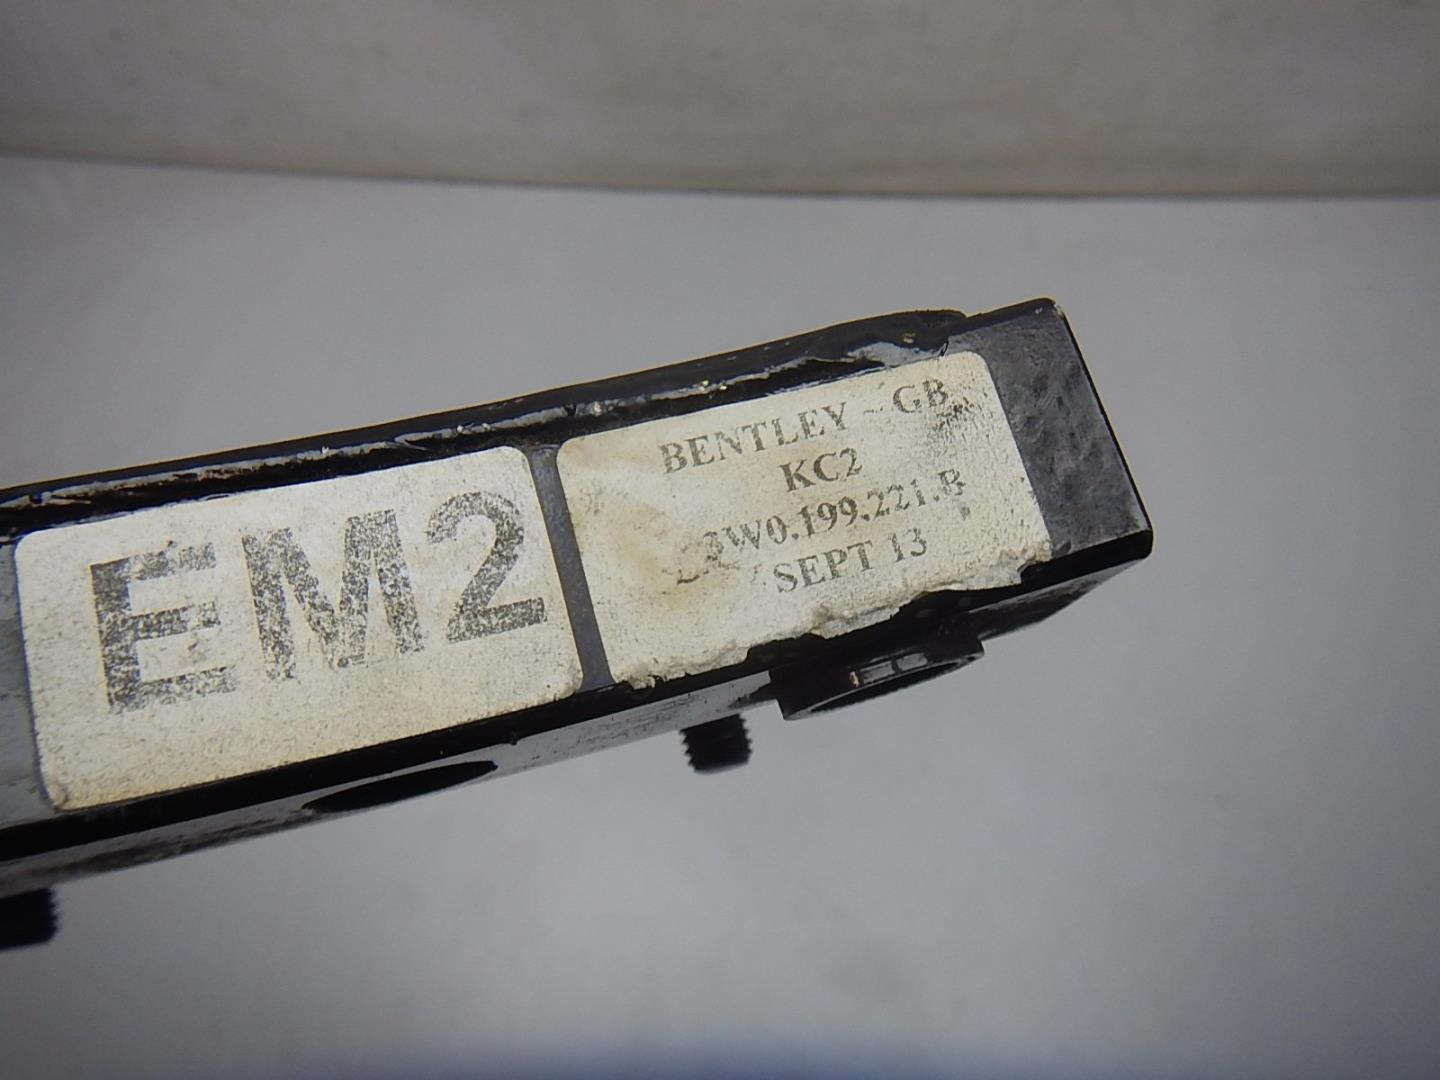 EM2
BENTLEY - GB
KC2
3W0.199.221.B
SEPT 13